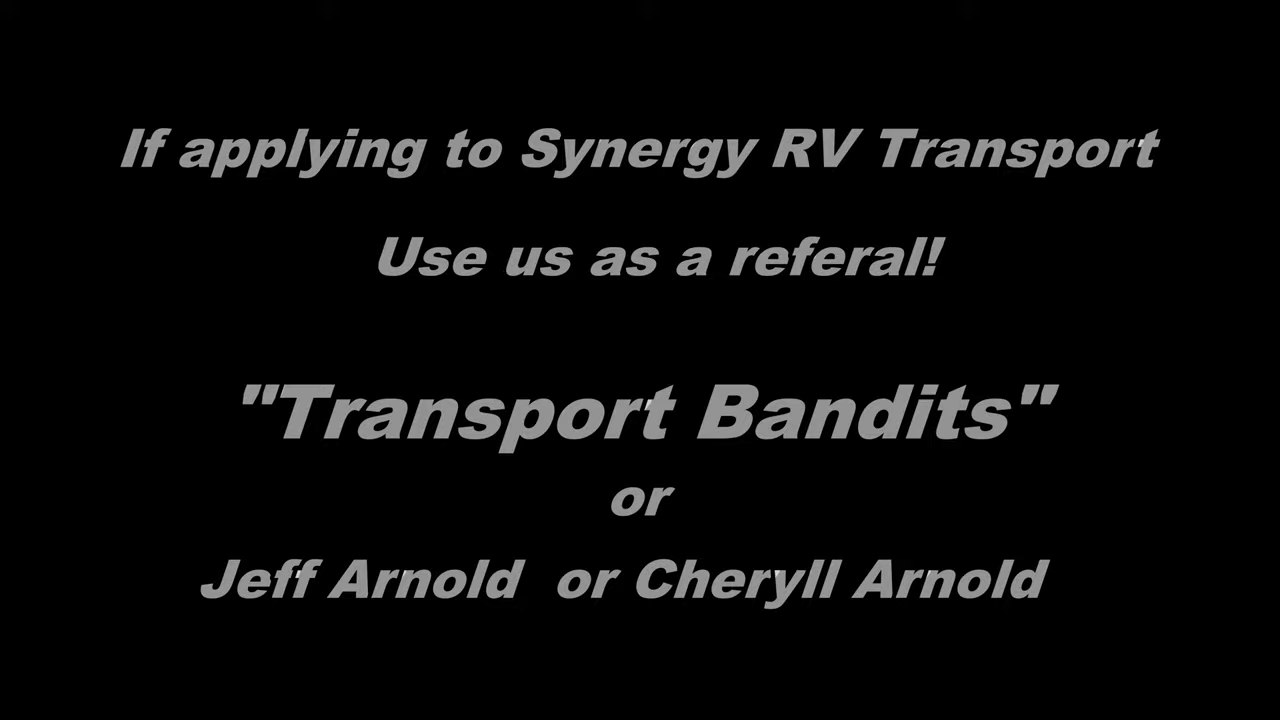 If applying to Synergy RV Transport
Use us as a referal!
"Transport Bandits"
or
Jeff Arnold or Cheryll Arnold